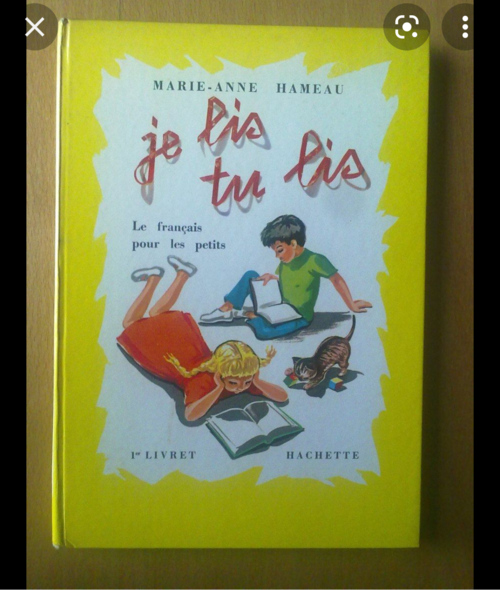 MARIE-ANNE HAMEAU
je lis
tu lis
Le français
pour les petits
1er LIVRET
HACHETTE